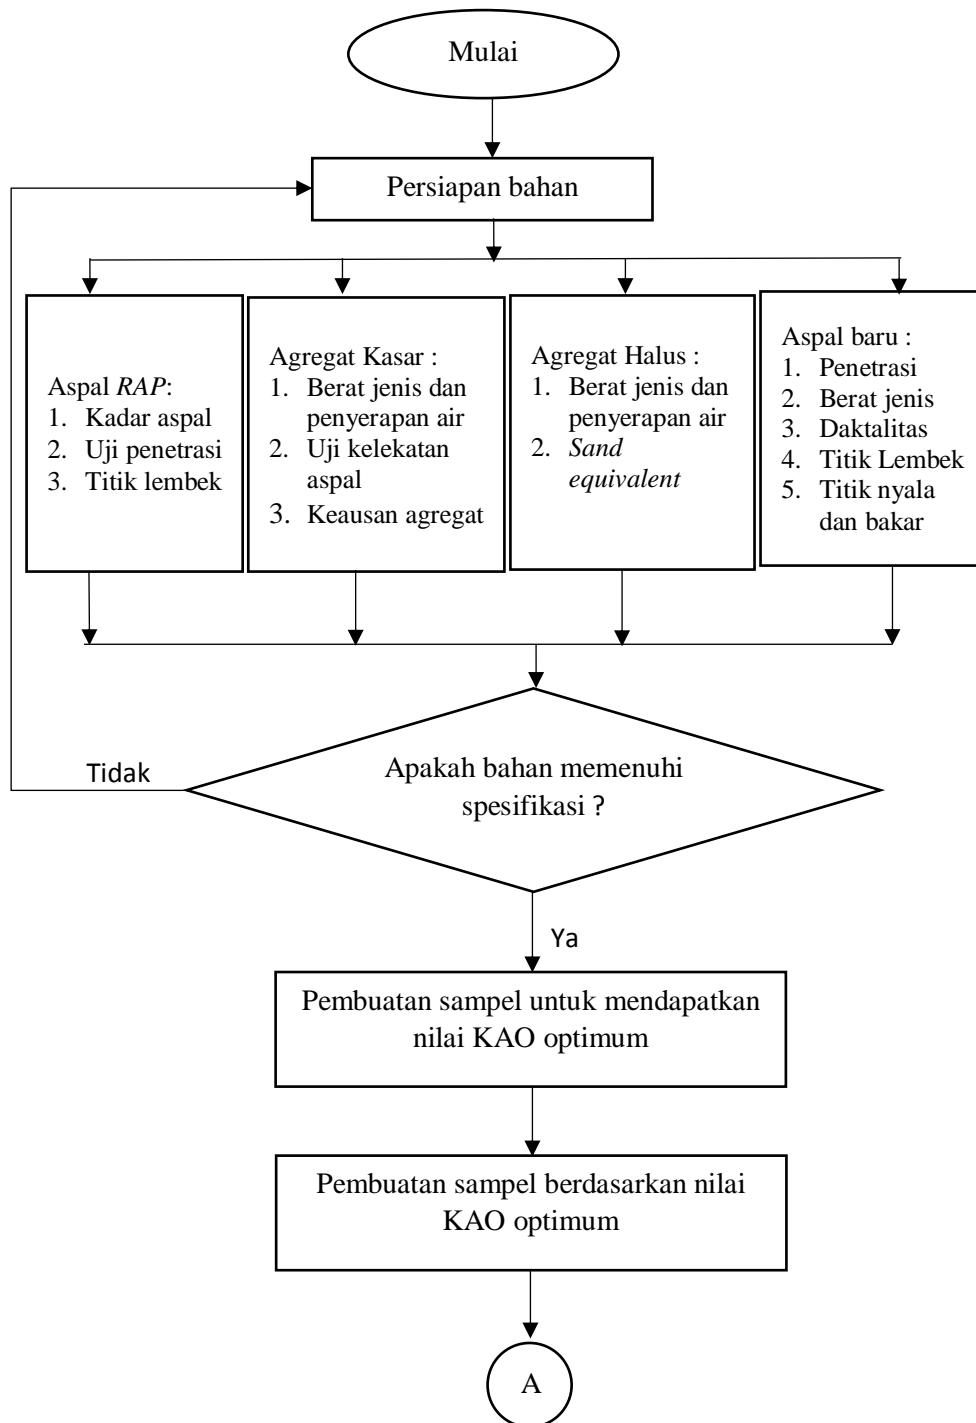 Mulai
Persiapan bahan
Aspal RAP:
1. Kadar aspal
2. Uji penetrasi
3. Titik lembek
Agregat Kasar :
1. Berat jenis dan
penyerapan air
2. Uji kelekatan
aspal
3. Keausan agregat
Agregat Halus :
1. Berat jenis dan
penyerapan air
2. Sand
equivalent
Aspal baru :
1. Penetrasi
2. Berat jenis
3. Daktalitas
4. Titik Lembek
5. Titik nyala
dan bakar
Tidak
Apakah bahan memenuhi
spesifikasi ?
Ya
Pembuatan sampel untuk mendapatkan
nilai KAO optimum
Pembuatan sampel berdasarkan nilai
KAO optimum
A